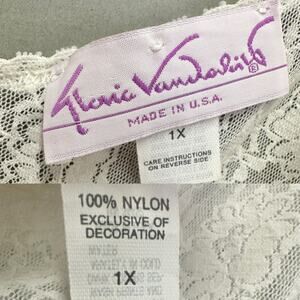 Gloria Vanderbilt®
MADE IN U.S.A.
1X
CARE INSTRUCTIONS
ON REVERSE SIDE
100% NYLON
EXCLUSIVE OF
DECORATION
1X